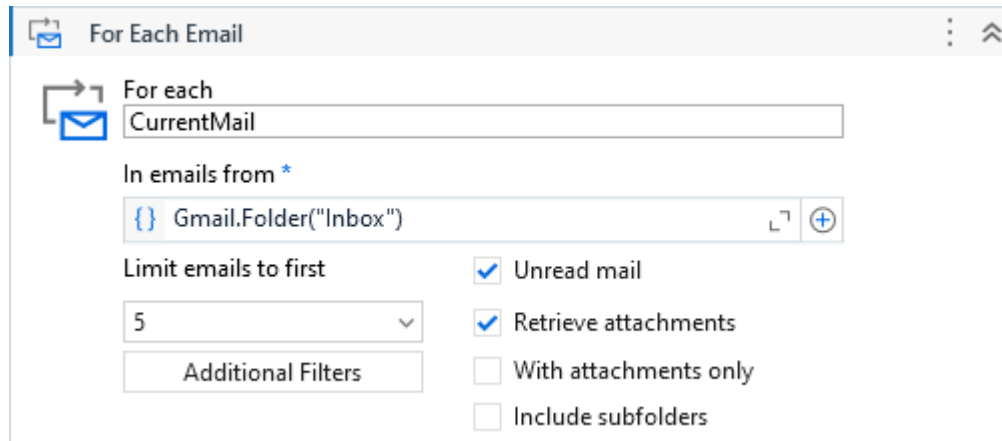 For Each Email
For each
CurrentMail
In emails from *
{} Gmail.Folder("Inbox")
Limit emails to first
Unread mail
5
Retrieve attachments
Additional Filters
With attachments only
Include subfolders